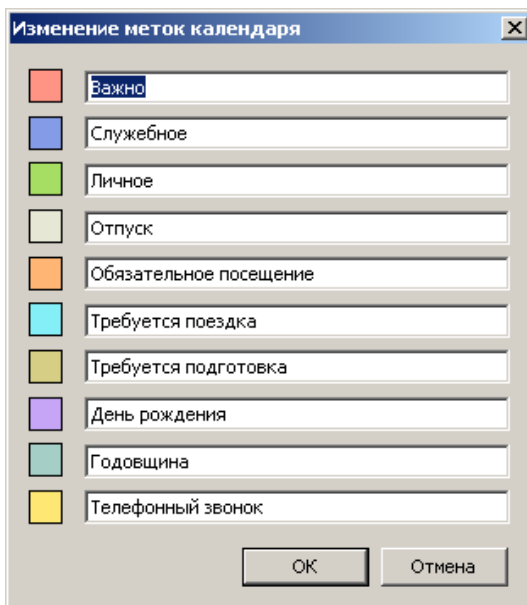 Изменение меток календаря
Важно
Служебное
Личное
Отпуск
Обязательное посещение
Требуется поездка
Требуется подготовка
День рождения
Годовщина
Телефонный звонок
ОК
Отмена